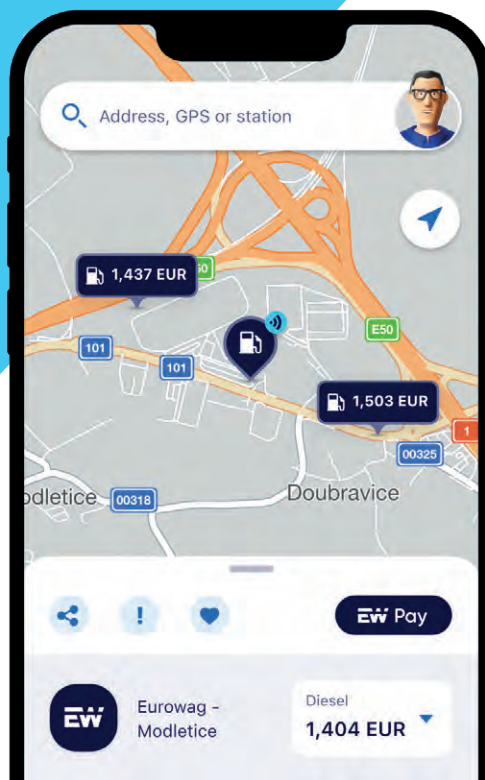 Address, GPS or station
1,437 EUR
50
101
101
E50
1,503 EUR
1
00325
odletice
00318
Doubravice
!
EW Pay
EW
Eurowag -
Modletice
Diesel
1,404 EUR